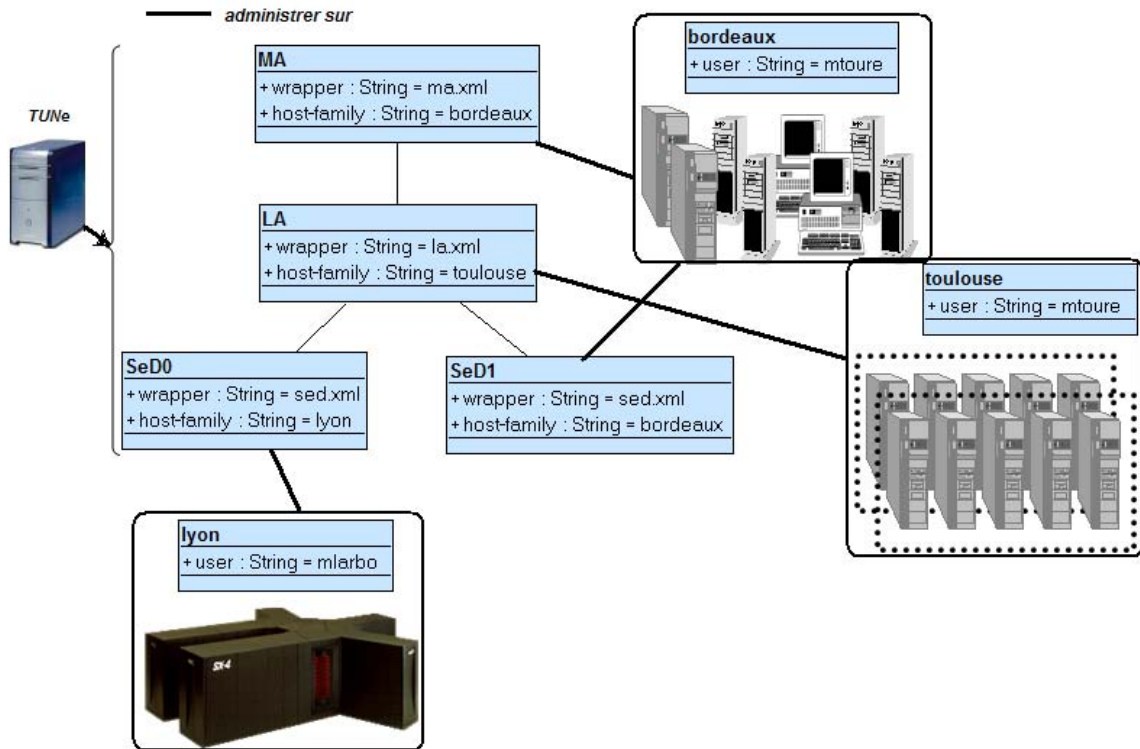 administrer sur
TUNe
MA
+ wrapper : String = ma.xml
+ host-family : String = bordeaux
bordeaux
+ user : String = mtoure
LA
+ wrapper : String = la.xml
+ host-family : String = toulouse
toulouse
+ user : String = mtoure
SeD0
+ wrapper : String = sed.xml
+ host-family : String = lyon
SeD1
+ wrapper : String = sed.xml
+ host-family : String = bordeaux
lyon
+ user : String = mlarbo
SX-4